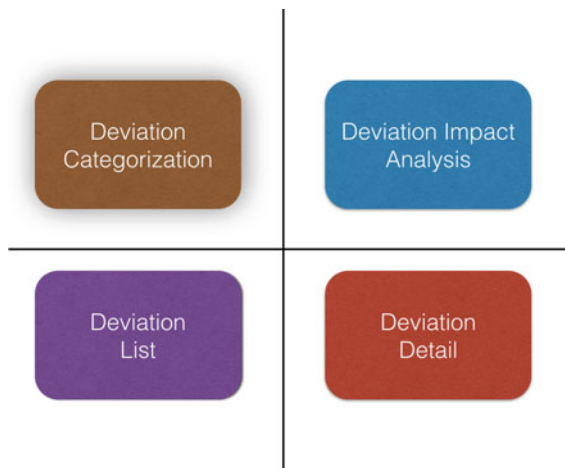 Deviation
Categorization
Deviation Impact
Analysis
Deviation
List
Deviation
Detail